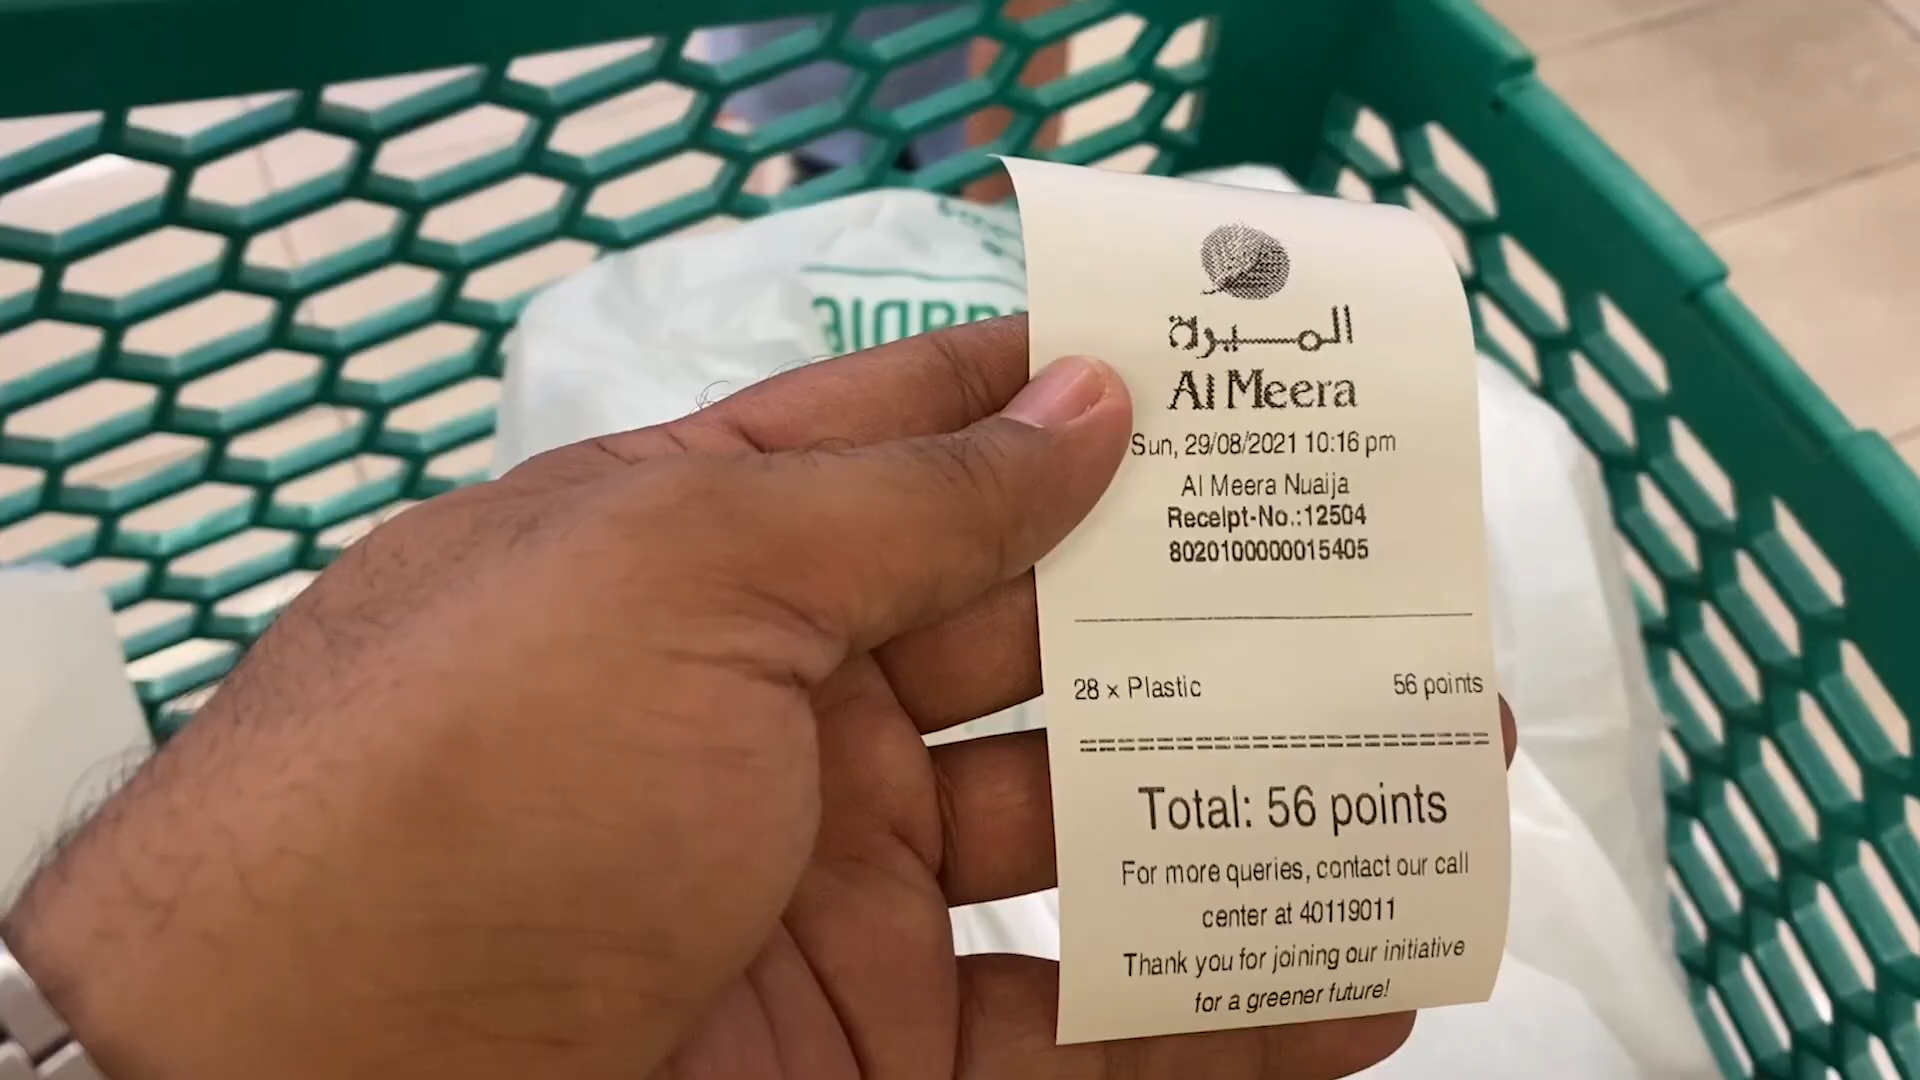 الميرة
Al Meera
Sun, 29/08/2021 10:16 pm
Al Meera Nuaija
Receipt-No.:12504
8020100000015405
28 x Plastic 56 points
Total: 56 points
For more queries, contact our call
center at 40119011
Thank you for joining our initiative
for a greener future!